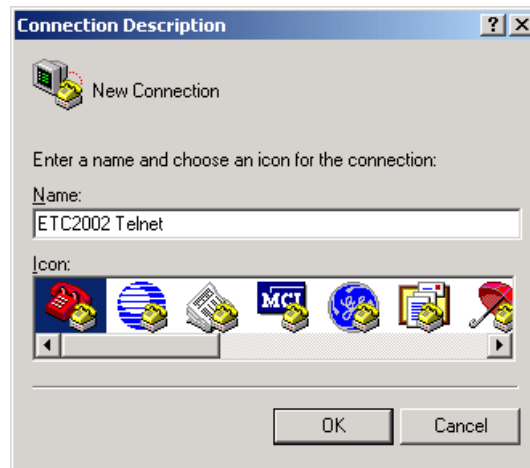 Connection Description
New Connection
Enter a name and choose an icon for the connection:
Name:
ETC2002 Telnet
Icon:
MCI
OK
Cancel